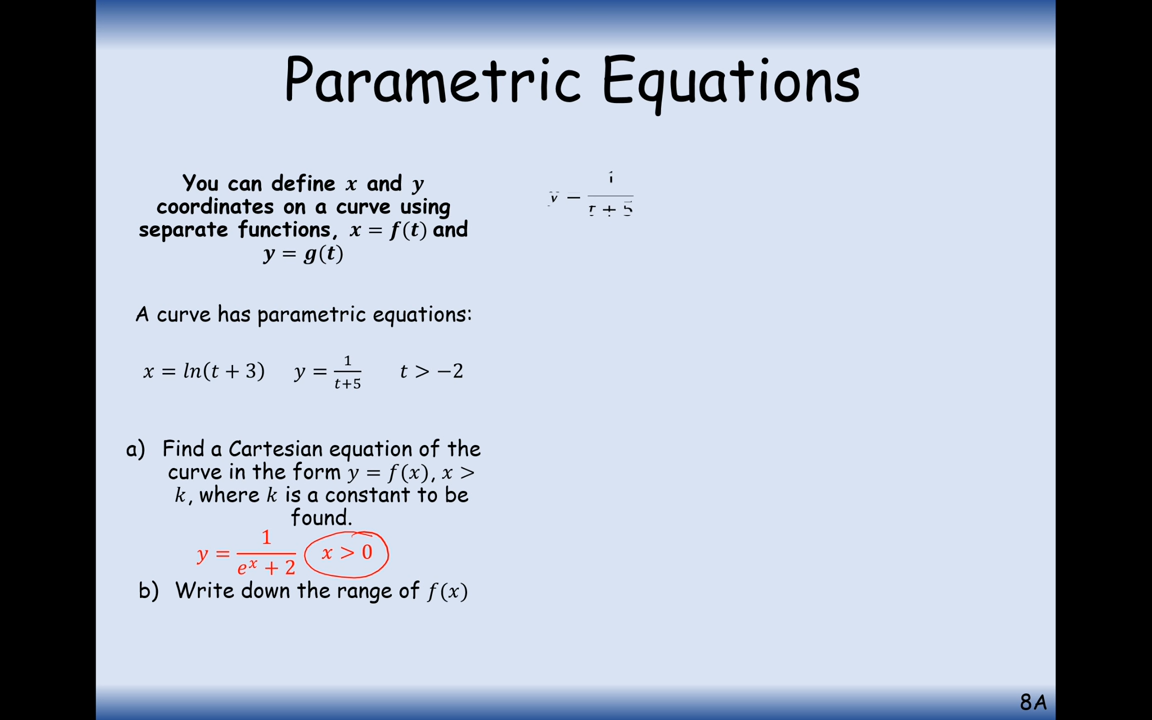 Parametric Equations
You can define x and y
coordinates on a curve using
separate functions, x = f(t) and
y = g(t)
A curve has parametric equations:
x = ln(t + 3) y = 1/(t+5) t > −2
a) Find a Cartesian equation of the
curve in the form y = f(x), x >
k, where k is a constant to be
found.
y = 1/(eˣ + 2) x > 0
b) Write down the range of f(x)
8A